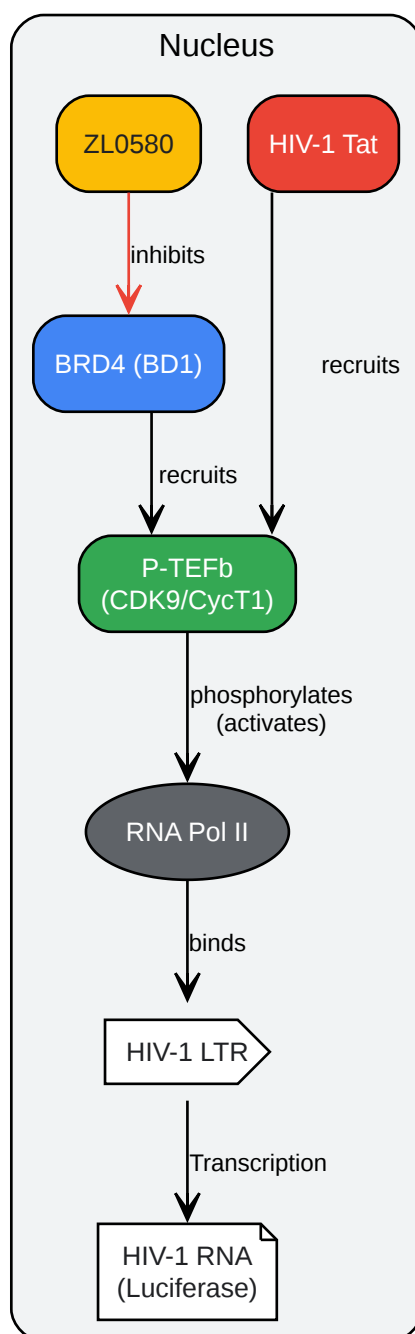 Nucleus
ZL0580
HIV-1 Tat
inhibits
BRD4 (BD1)
recruits
recruits
P-TEFb
(CDK9/CycT1)
phosphorylates
(activates)
RNA Pol II
binds
HIV-1 LTR
Transcription
HIV-1 RNA
(Luciferase)